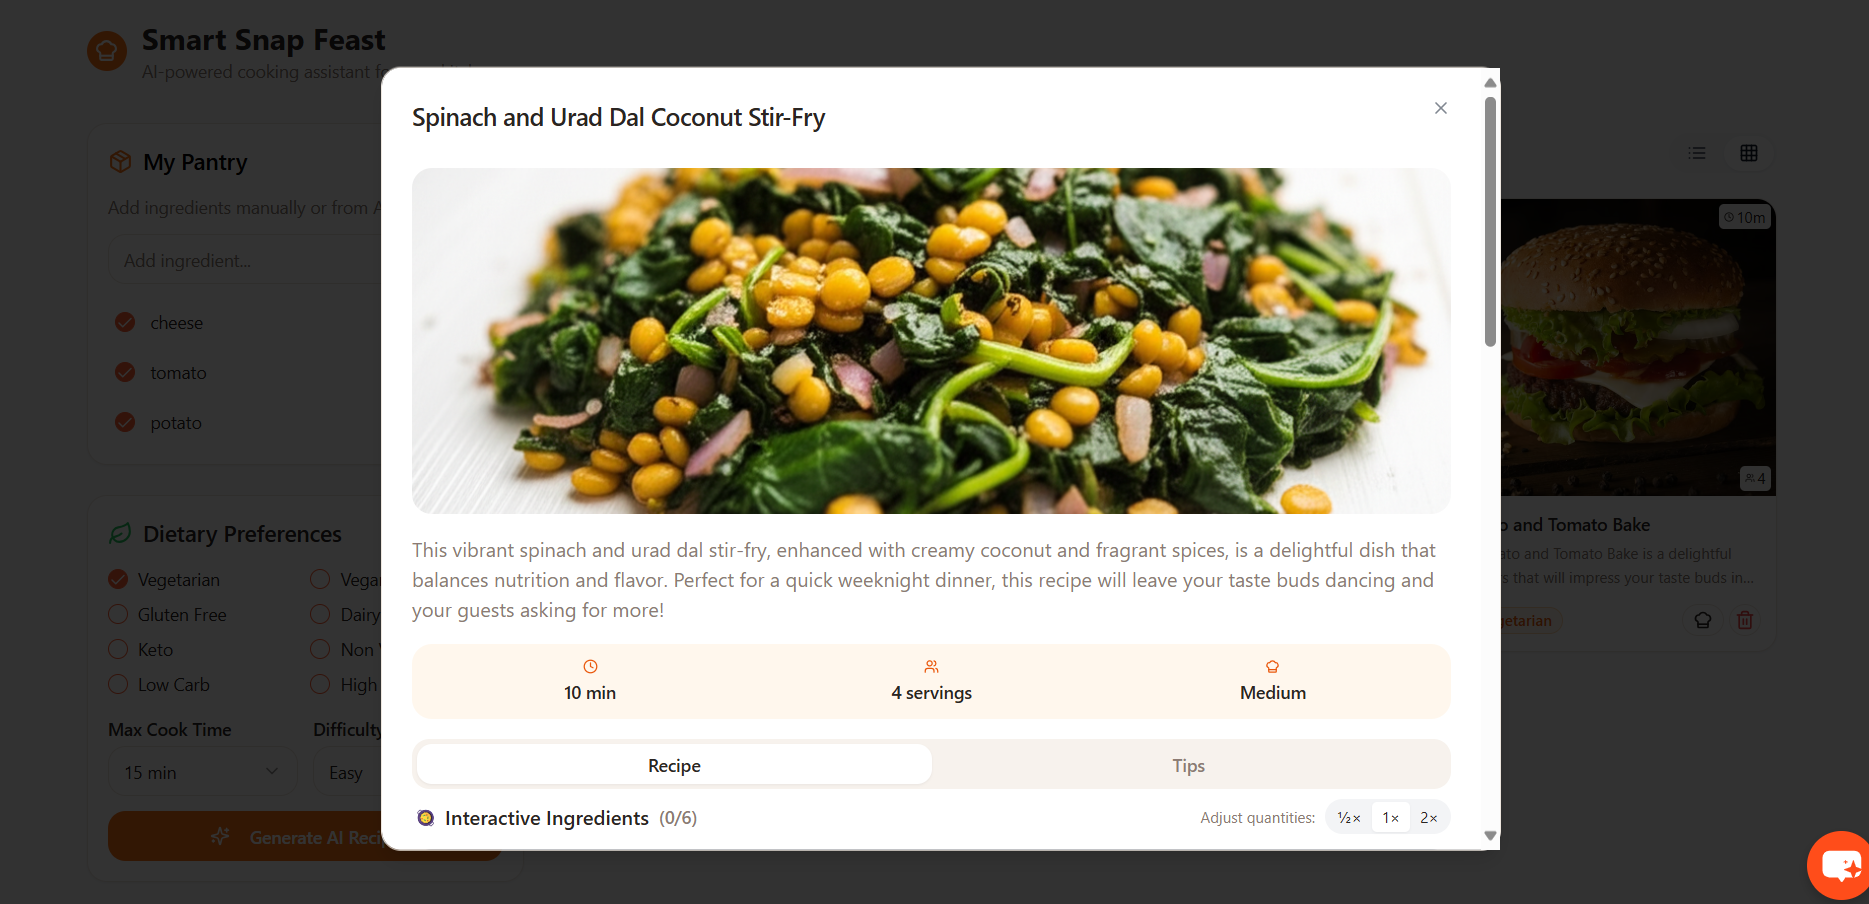 Smart Snap Feast
AI-powered cooking assistant
My Pantry
Add ingredients manually or from
Add ingredient...
cheese
tomato
potato
Dietary Preferences
Vegetarian
Gluten Free
Dairy
Keto
Non
Low Carb
High
Max Cook Time
Difficulty
15 min
Easy
Generate AI
Spinach and Urad Dal Coconut Stir-Fry
This vibrant spinach and urad dal stir-fry, enhanced with creamy coconut and fragrant spices, is a delightful dish that
balances nutrition and flavor. Perfect for a quick weeknight dinner, this recipe will leave your taste buds dancing and
your guests asking for more!
10 min
4 servings
Medium
Recipe
Tips
Interactive Ingredients (0/6)
Adjust quantities: ½× 1× 2×
10m
4
and Tomato Bake
and Tomato Bake is a delightful
that will impress your taste buds in...